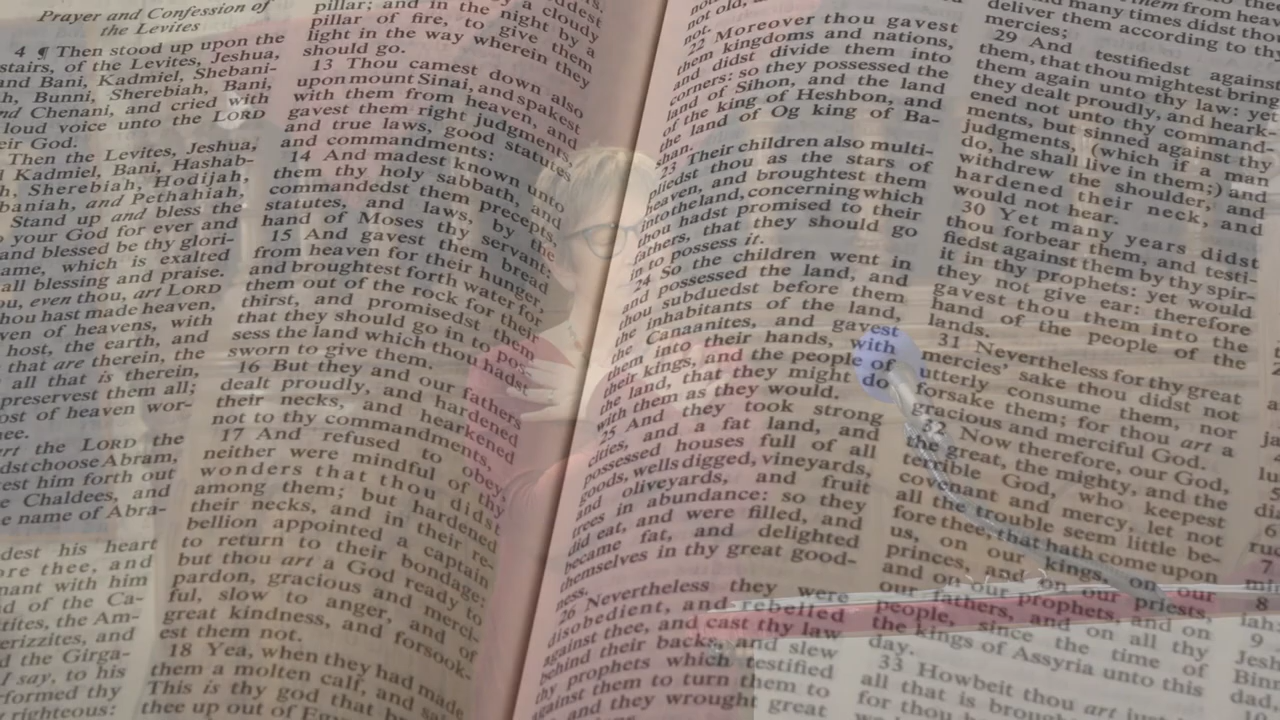 Prayer and Confession of
the Levites
4 ¶ Then stood up upon the
stairs, of the Levites, Jeshua,
and Bani, Kadmiel, Shebani-
h, Bunni, Sherebiah, Bani,
nd Chenani, and cried with
loud voice unto the LORD
eir God.
Then the Levites, Jeshua,
Kadmiel, Bani, Hashab-
h, Sherebiah, Hodijah,
baniah, and Pethahiah,
Stand up and bless the
your God for ever and
and blessed be thy glori-
ame, which is exalted
all blessing and praise.
ou, even thou, art LORD
hou hast made heaven,
ven of heavens, with
host, the earth, and
that are therein, the
all that is therein,
preservest them all;
ost of heaven wor-
hee.
art the LORD the
dst choose Abram,
est him forth out
e Chaldees, and
e name of Abra-
dest his heart
ore thee, and
nant with him
d of the Ca-
tites, the Am-
erizzites, and
d the Girga-
I say, to his
formed thy
righteous:
pillar; and in the night by a
pillar of fire, to give them
light in the way wherein they
should go.
13 Thou camest down also
upon mount Sinai, and spakest
with them from heaven, and
gavest them right judgments,
and true laws, good statutes
and commandments:
14 And madest known unto
them thy holy sabbath, and
commandedst them precepts,
statutes, and laws, by the
hand of Moses thy servant:
15 And gavest them bread
from heaven for their hunger,
and broughtest forth water for
them out of the rock for their
thirst, and promisedst them
that they should go in to pos-
sess the land which thou hadst
sworn to give them.
16 But they and our fathers
dealt proudly, and hardened
their necks, and hearkened
not to thy commandments,
17 And refused to obey,
neither were mindful of thy
wonders that thou didst
among them; but hardened
their necks, and in their re-
bellion appointed a captain
to return to their bondage:
but thou art a God ready to
pardon, gracious and merci-
ful, slow to anger, and of
great kindness, and forsook-
est them not.
18 Yea, when they had made
them a molten calf, and said,
This is thy god that
thee up out of
not old, and
not.
22 Moreover thou gavest
them kingdoms and nations,
and didst divide them into
corners: so they possessed the
land of Sihon, and the land
of the king of Heshbon, and
the land of Og king of Ba-
shan.
23 Their children also multi-
pliedst thou as the stars of
heaven, and broughtest them
into the land, concerning which
thou hadst promised to their
fathers, that they should go
in to possess it.
24 So the children went in
and possessed the land, and
thou subduedst before them
the inhabitants of the land,
the Canaanites, and gavest
them into their hands, with
their kings, and the people of
the land, that they might do
with them as they would.
25 And they took strong
cities, and a fat land, and
possessed houses full of all
goods, wells digged, vineyards,
and oliveyards, and fruit
trees in abundance: so they
did eat, and were filled, and
became fat, and delighted
themselves in thy great good-
ness.
26 Nevertheless they were
disobedient, and rebelled
against thee, and cast thy law
behind their backs, and slew
thy prophets which testified
against them to turn them to
and they wrought great
them from heaven
many times didst thou
deliver them according to thy
mercies;
29 And testifiedst against
them, that thou mightest bring
them again unto thy law: yet
they dealt proudly, and heark-
ened not unto thy command-
ments, but sinned against thy
judgments, (which if a man
do, he shall live in them;) and
withdrew the shoulder, and
hardened their neck, and
would not hear.
30 Yet many years didst
thou forbear them, and testi-
fiedst against them by thy spir-
it in thy prophets: yet would
they not give ear: therefore
gavest thou them into the
hand of the people of the
lands.
31 Nevertheless for thy great
mercies' sake thou didst not
utterly consume them, nor
forsake them; for thou art a
gracious and merciful God.
32 Now therefore, our God,
the great, the mighty, and the
terrible God, who keepest
covenant and mercy, let not
all the trouble seem little be-
fore thee, that hath come upon
us, on our kings, on our
princes, and on our priests,
and on our prophets, and on
our fathers, and on all thy
people, since the time of
the kings of Assyria unto this
day.
33 Howbeit thou art just in
all that is brought
for thou